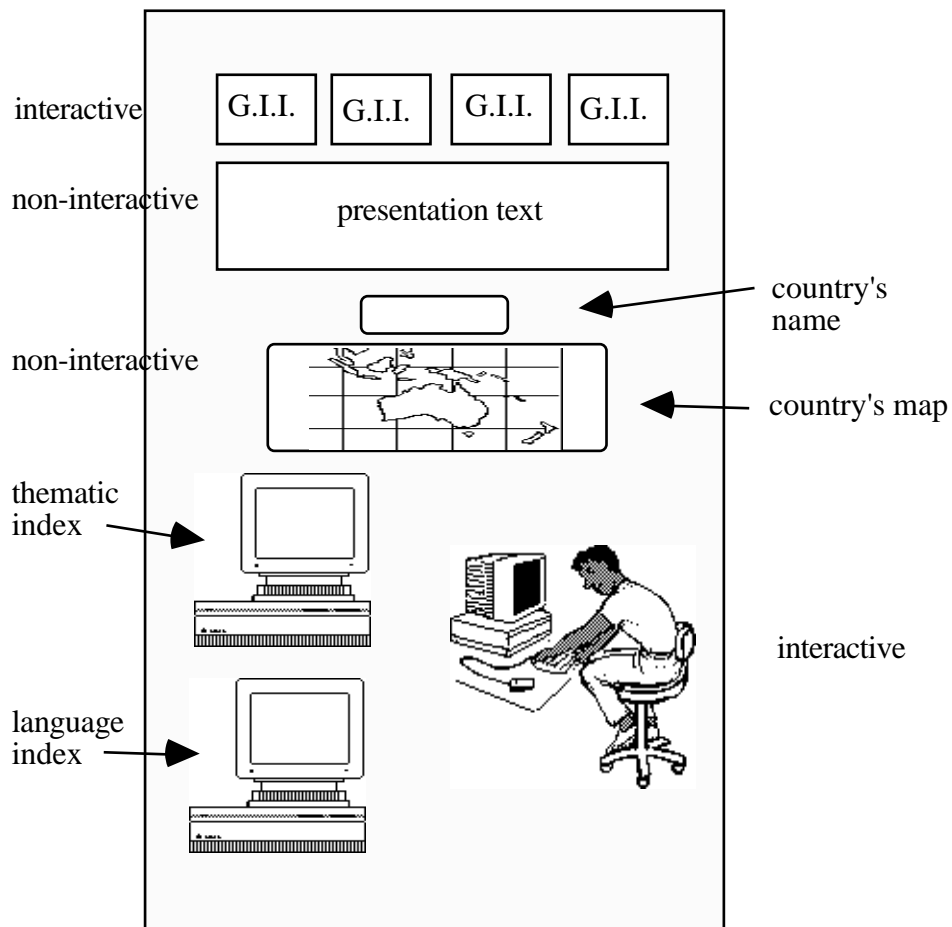 interactive
G.I.I. G.I.I. G.I.I. G.I.I.
non-interactive
presentation text
country's
name
non-interactive
country's map
thematic
index
interactive
language
index